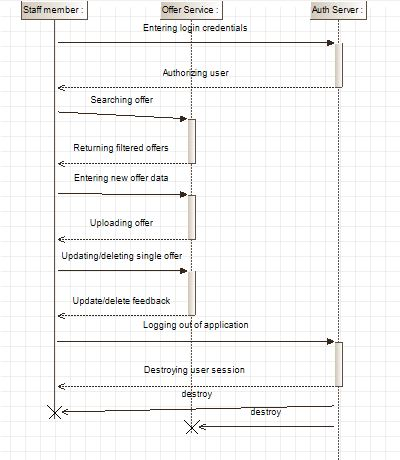 Staff member :
Offer Service :
Auth Server :
Entering login credentials
Authorizing user
Searching offer
Returning filtered offers
Entering new offer data
Uploading offer
Updating/deleting single offer
Update/delete feedback
Logging out of application
Destroying user session
destroy
destroy